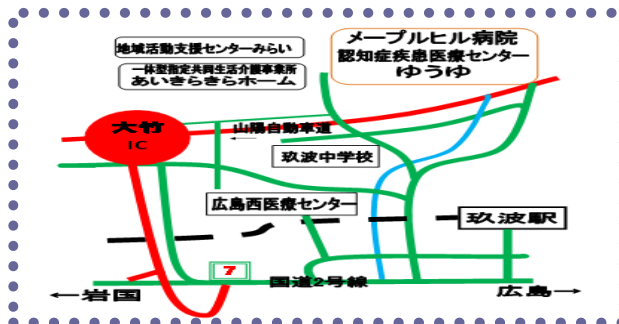 地域活動支援センターみらい
メープルヒル病院
認知症疾患医療センター
ゆうゆ
一体型指定共同生活介護事業所
あいきらきらホーム
大竹
IC
山陽自動車道
玖波中学校
広島西医療センター
玖波駅
7
国道2号線
岩国
広島